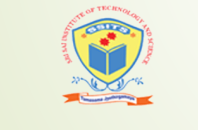 SRI SAI INSTITUTE OF TECHNOLOGY AND SCIENCE
SSITS